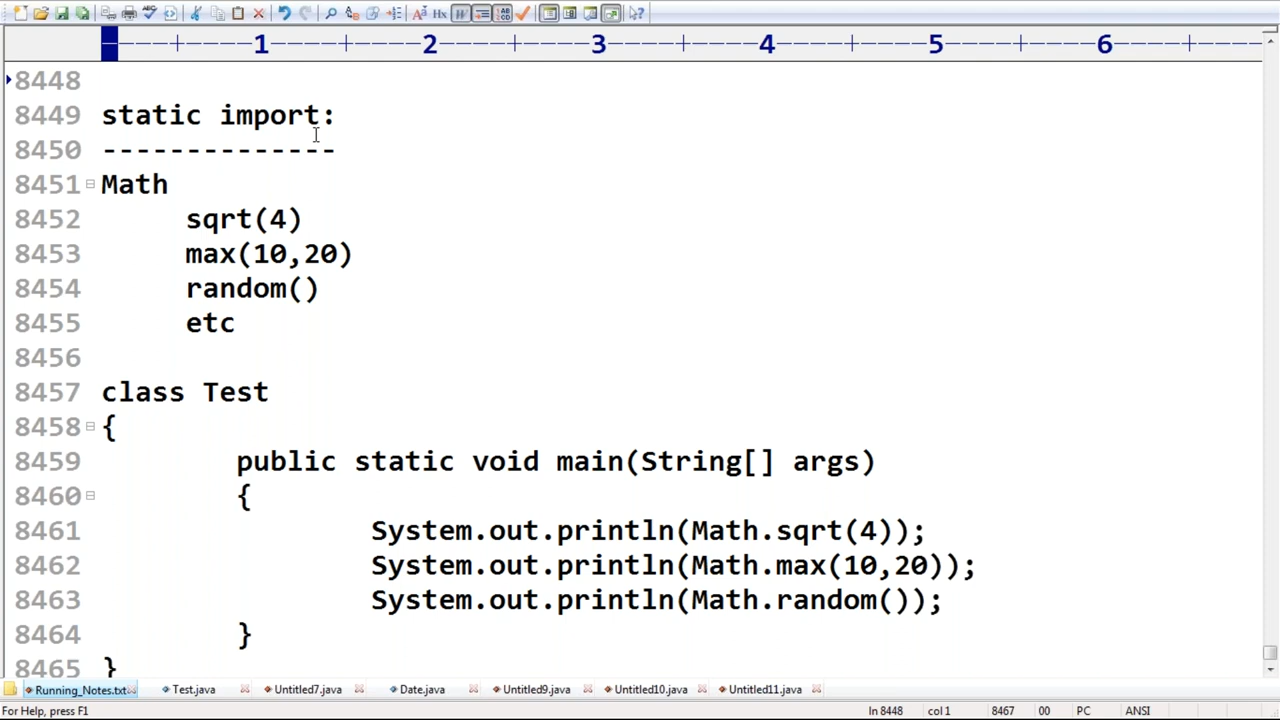 1 2 3 4 5 6
8448
8449 static import:
8450 --------------
8451 Math
8452 sqrt(4)
8453 max(10,20)
8454 random()
8455 etc
8456
8457 class Test
8458 {
8459 public static void main(String[] args)
8460 {
8461 System.out.println(Math.sqrt(4));
8462 System.out.println(Math.max(10,20));
8463 System.out.println(Math.random());
8464 }
8465 }
Running_Notes.txt Test.java Untitled7.java Date.java Untitled9.java Untitled10.java Untitled11.java
For Help, press F1 ln 8448 col 1 8467 00 PC ANSI